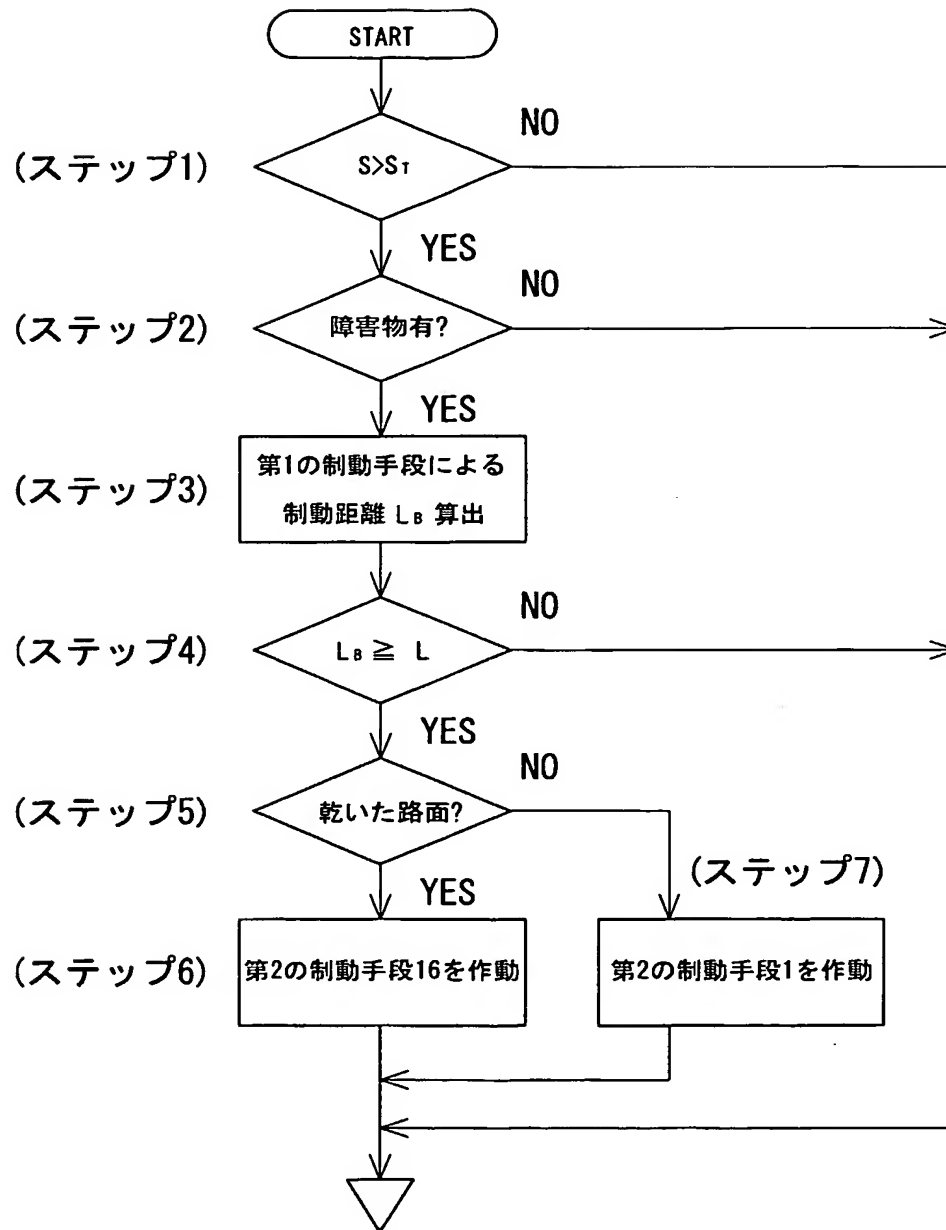 START
(ステップ1)
S>ST
NO
YES
(ステップ2)
障害物有?
NO
YES
(ステップ3)
第1の制動手段による
制動距離 LB 算出
(ステップ4)
LB ≧ L
NO
YES
(ステップ5)
乾いた路面?
NO
YES
(ステップ7)
(ステップ6)
第2の制動手段16を作動
第2の制動手段1を作動